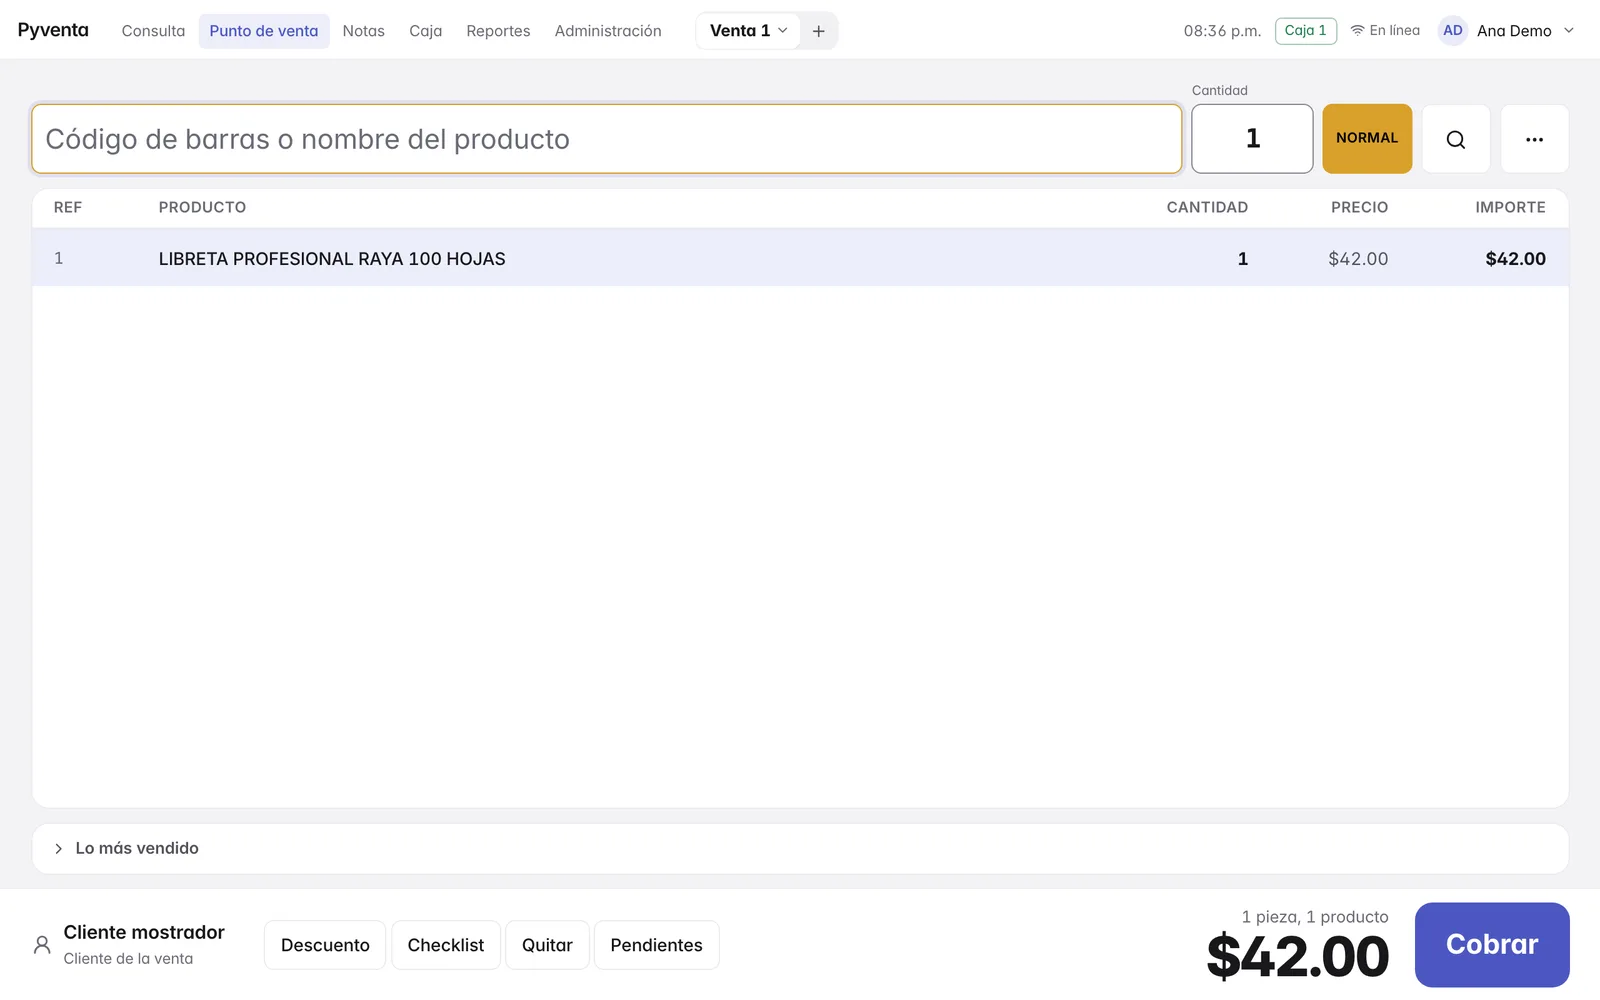 Pyventa Consulta Punto de venta Notas Caja Reportes Administración Venta 1 + 08:36 p.m. Caja 1 En línea AD Ana Demo
Cantidad
Código de barras o nombre del producto 1 NORMAL
REF PRODUCTO CANTIDAD PRECIO IMPORTE
1 LIBRETA PROFESIONAL RAYA 100 HOJAS 1 $42.00 $42.00
Lo más vendido
Cliente mostrador
Cliente de la venta
Descuento Checklist Quitar Pendientes
1 pieza, 1 producto
$42.00
Cobrar